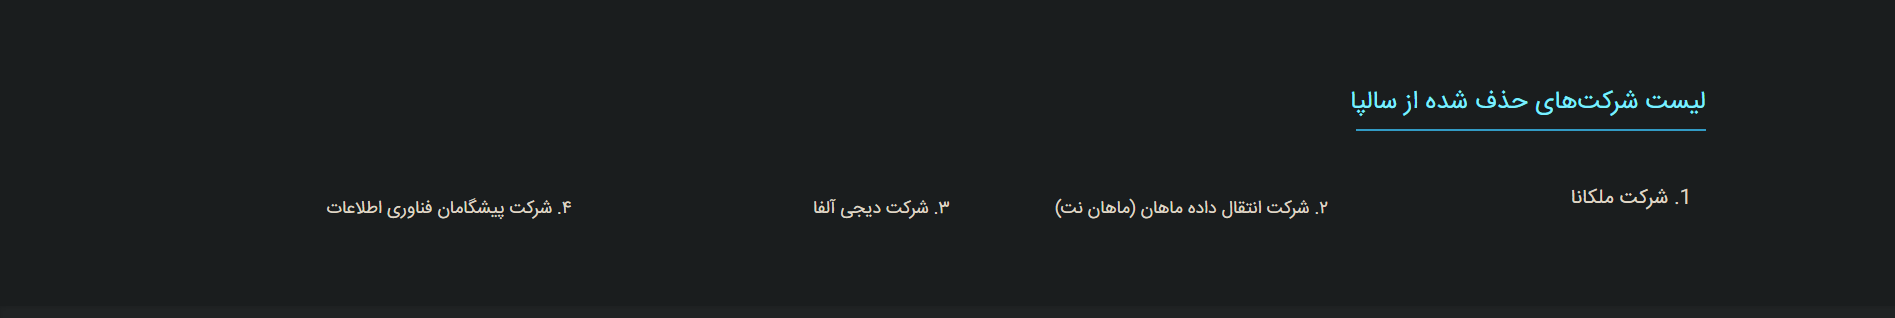 لیست شرکت‌های حذف شده از سالپا
1. شرکت ملکانا
۲. شرکت انتقال داده ماهان (ماهان نت)
۳. شرکت دیجی آلفا
۴. شرکت پیشگامان فناوری اطلاعات